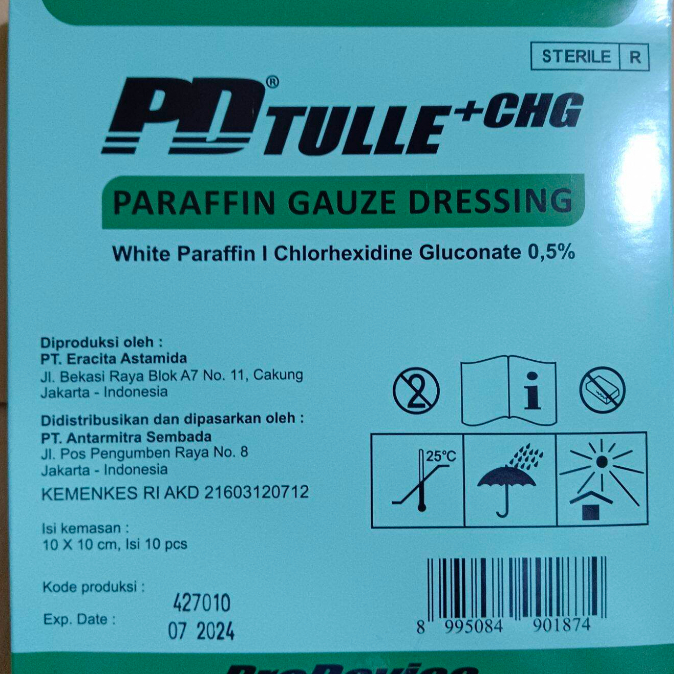 STERILE R
PD® TULLE+CHG
PARAFFIN GAUZE DRESSING
White Paraffin I Chlorhexidine Gluconate 0,5%
Diproduksi oleh :
PT. Eracita Astamida
Jl. Bekasi Raya Blok A7 No. 11, Cakung
Jakarta - Indonesia
Didistribusikan dan dipasarkan oleh :
PT. Antarmitra Sembada
Jl. Pos Pengumben Raya No. 8
Jakarta - Indonesia
KEMENKES RI AKD 21603120712
2
i
25°C
Isi kemasan :
10 X 10 cm, Isi 10 pcs
Kode produksi :
427010
Exp. Date :
07 2024
8 995084 901874
ProDevice